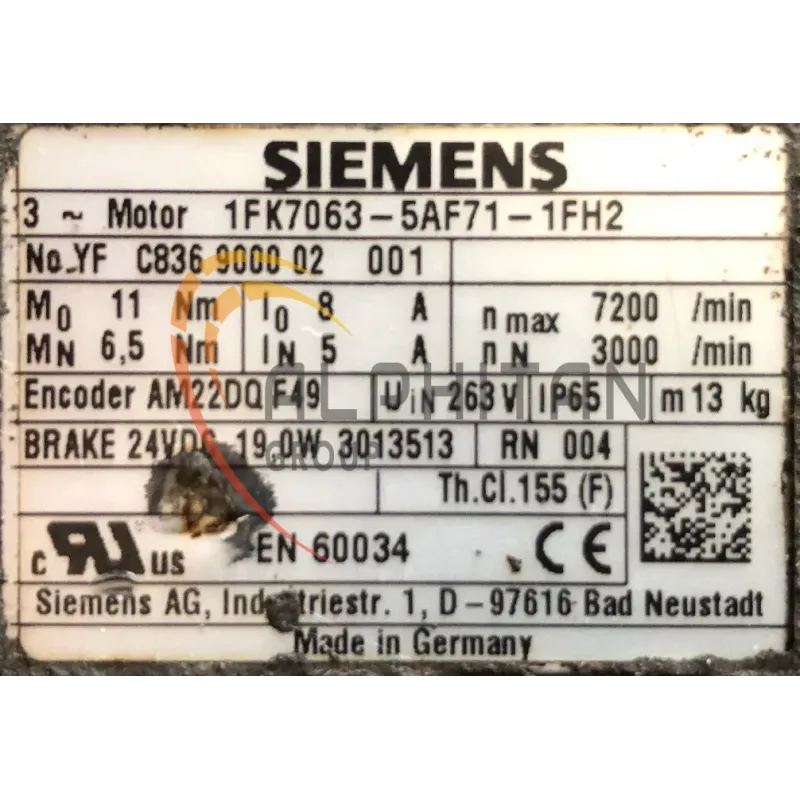 SIEMENS
3 ~ Motor 1FK7063-5AF71-1FH2
No. YF C836 9000 02 001
M0 11 Nm I0 8 A n max 7200 /min
MN 6,5 Nm IN 5 A n N 3000 /min
Encoder AM22DQ F49 UIN 263 V IP65 m 13 kg
BRAKE 24VDC 19.0W 3013513 RN 004
Th.Cl.155 (F)
c RU US EN 60034 CE
Siemens AG, Industriestr. 1, D-97616 Bad Neustadt
Made in Germany
ALPHITAN
GROUP